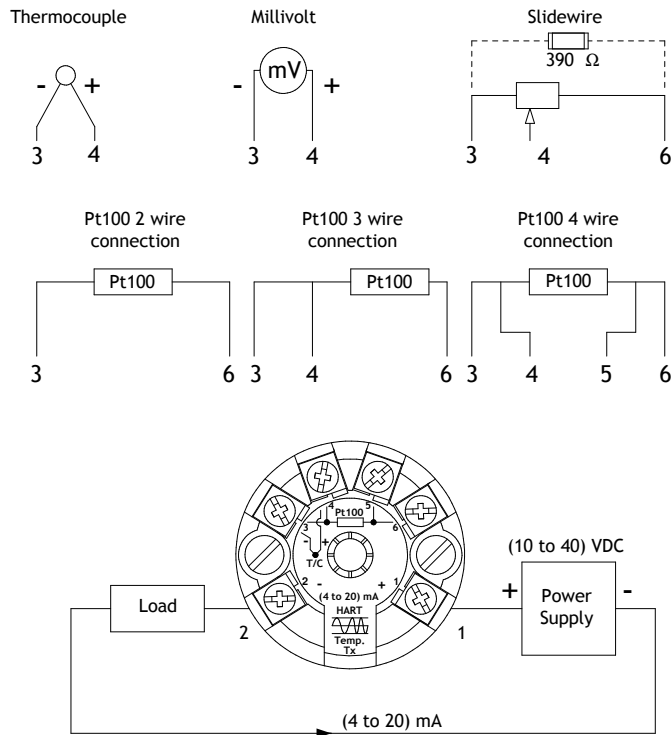 Thermocouple
Millivolt
Slidewire
390 Ω
- +
- mV +
3 4
3 4
3 4 6
Pt100 2 wire
connection
Pt100 3 wire
connection
Pt100 4 wire
connection
Pt100
Pt100
Pt100
3 6
3 4 6
3 4 5 6
4 5
Pt100
3 6
- +
T/C
2 - + 1
(4 to 20) mA
HART
Temp.
Tx
(10 to 40) VDC
+ -
Load
Power
Supply
2 1
(4 to 20) mA